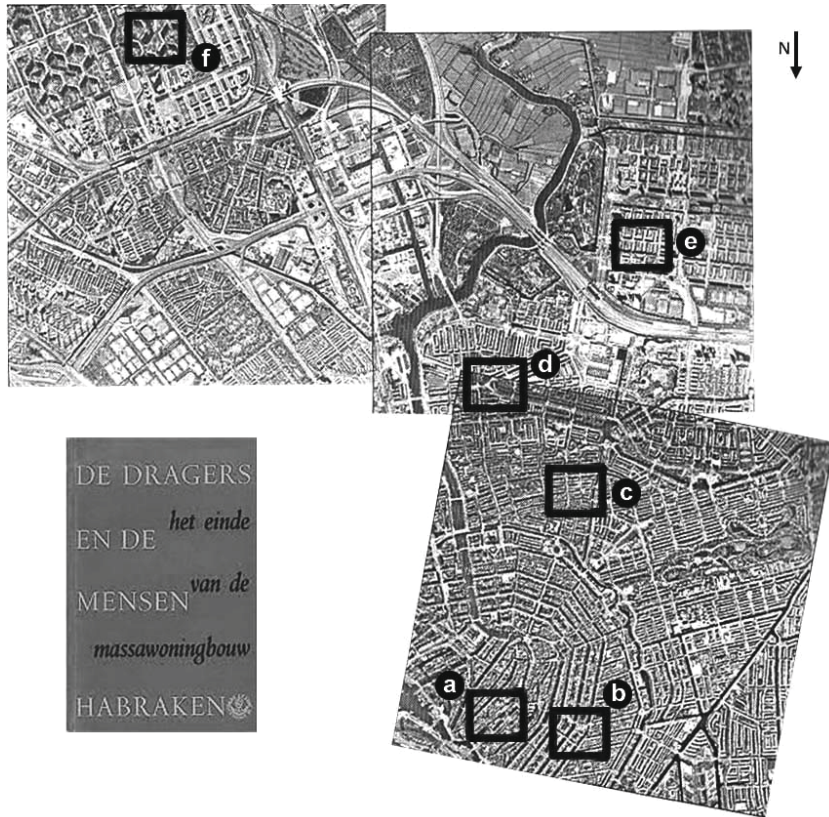 f
N
e
d
c
a
b
DE DRAGERS
het einde
EN DE
van de
MENSEN
massawoningbouw
HABRAKEN